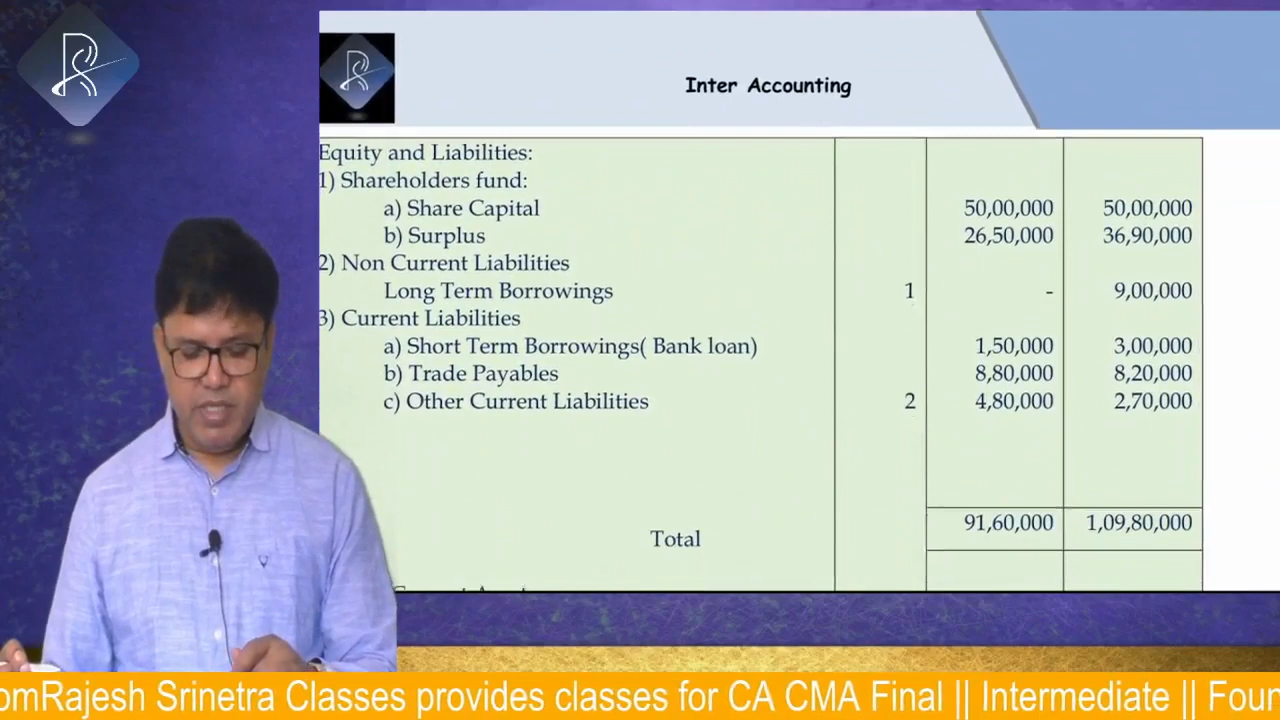 Inter Accounting
Equity and Liabilities:
1) Shareholders fund:
a) Share Capital 50,00,000 50,00,000
b) Surplus 26,50,000 36,90,000
2) Non Current Liabilities
Long Term Borrowings 1 - 9,00,000
3) Current Liabilities
a) Short Term Borrowings( Bank loan) 1,50,000 3,00,000
b) Trade Payables 8,80,000 8,20,000
c) Other Current Liabilities 2 4,80,000 2,70,000
91,60,000 1,09,80,000
Total
omRajesh Srinetra Classes provides classes for CA CMA Final || Intermediate || Foun